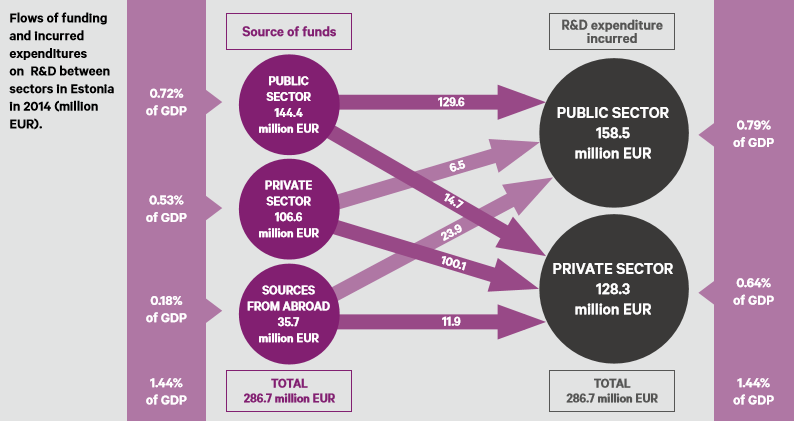 Flows of funding
and incurred
expenditures
on R&D between
sectors in Estonia
in 2014 (million
EUR).
0.72%
of GDP
0.53%
of GDP
0.18%
of GDP
1.44%
of GDP
Source of funds
PUBLIC
SECTOR
144.4
million EUR
PRIVATE
SECTOR
106.6
million EUR
SOURCES
FROM ABROAD
35.7
million EUR
TOTAL
286.7 million EUR
129.6
6.5
14.7
23.9
100.1
11.9
R&D expenditure
incurred
PUBLIC SECTOR
158.5
million EUR
PRIVATE SECTOR
128.3
million EUR
TOTAL
286.7 million EUR
0.79%
of GDP
0.64%
of GDP
1.44%
of GDP